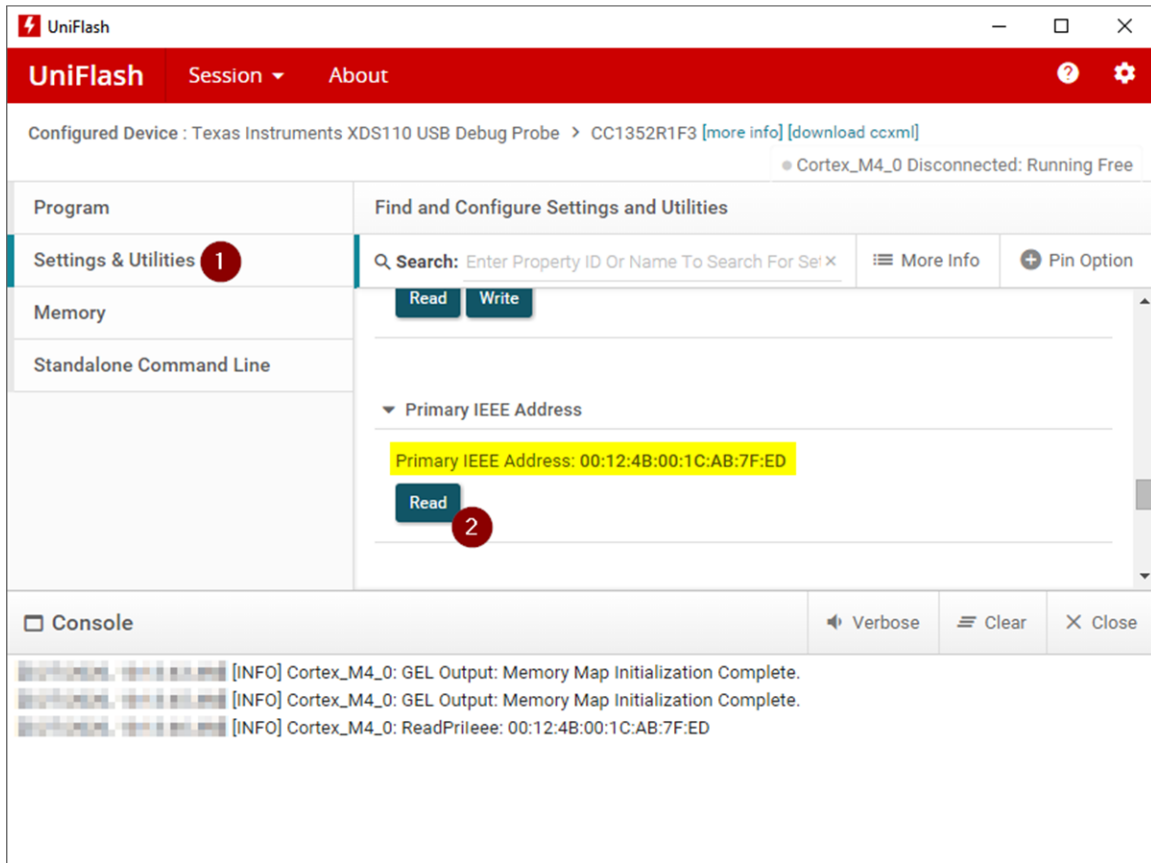 UniFlash
UniFlash Session About
Configured Device : Texas Instruments XDS110 USB Debug Probe > CC1352R1F3 [more info] [download ccxml]
Cortex_M4_0 Disconnected: Running Free
Program
Settings & Utilities 1
Memory
Standalone Command Line
Find and Configure Settings and Utilities
Search: Enter Property ID Or Name To Search For Set
More Info
Pin Option
Read Write
Primary IEEE Address
Primary IEEE Address: 00:12:4B:00:1C:AB:7F:ED
Read
2
Console
Verbose Clear Close
[INFO] Cortex_M4_0: GEL Output: Memory Map Initialization Complete.
[INFO] Cortex_M4_0: GEL Output: Memory Map Initialization Complete.
[INFO] Cortex_M4_0: ReadPriIeee: 00:12:4B:00:1C:AB:7F:ED